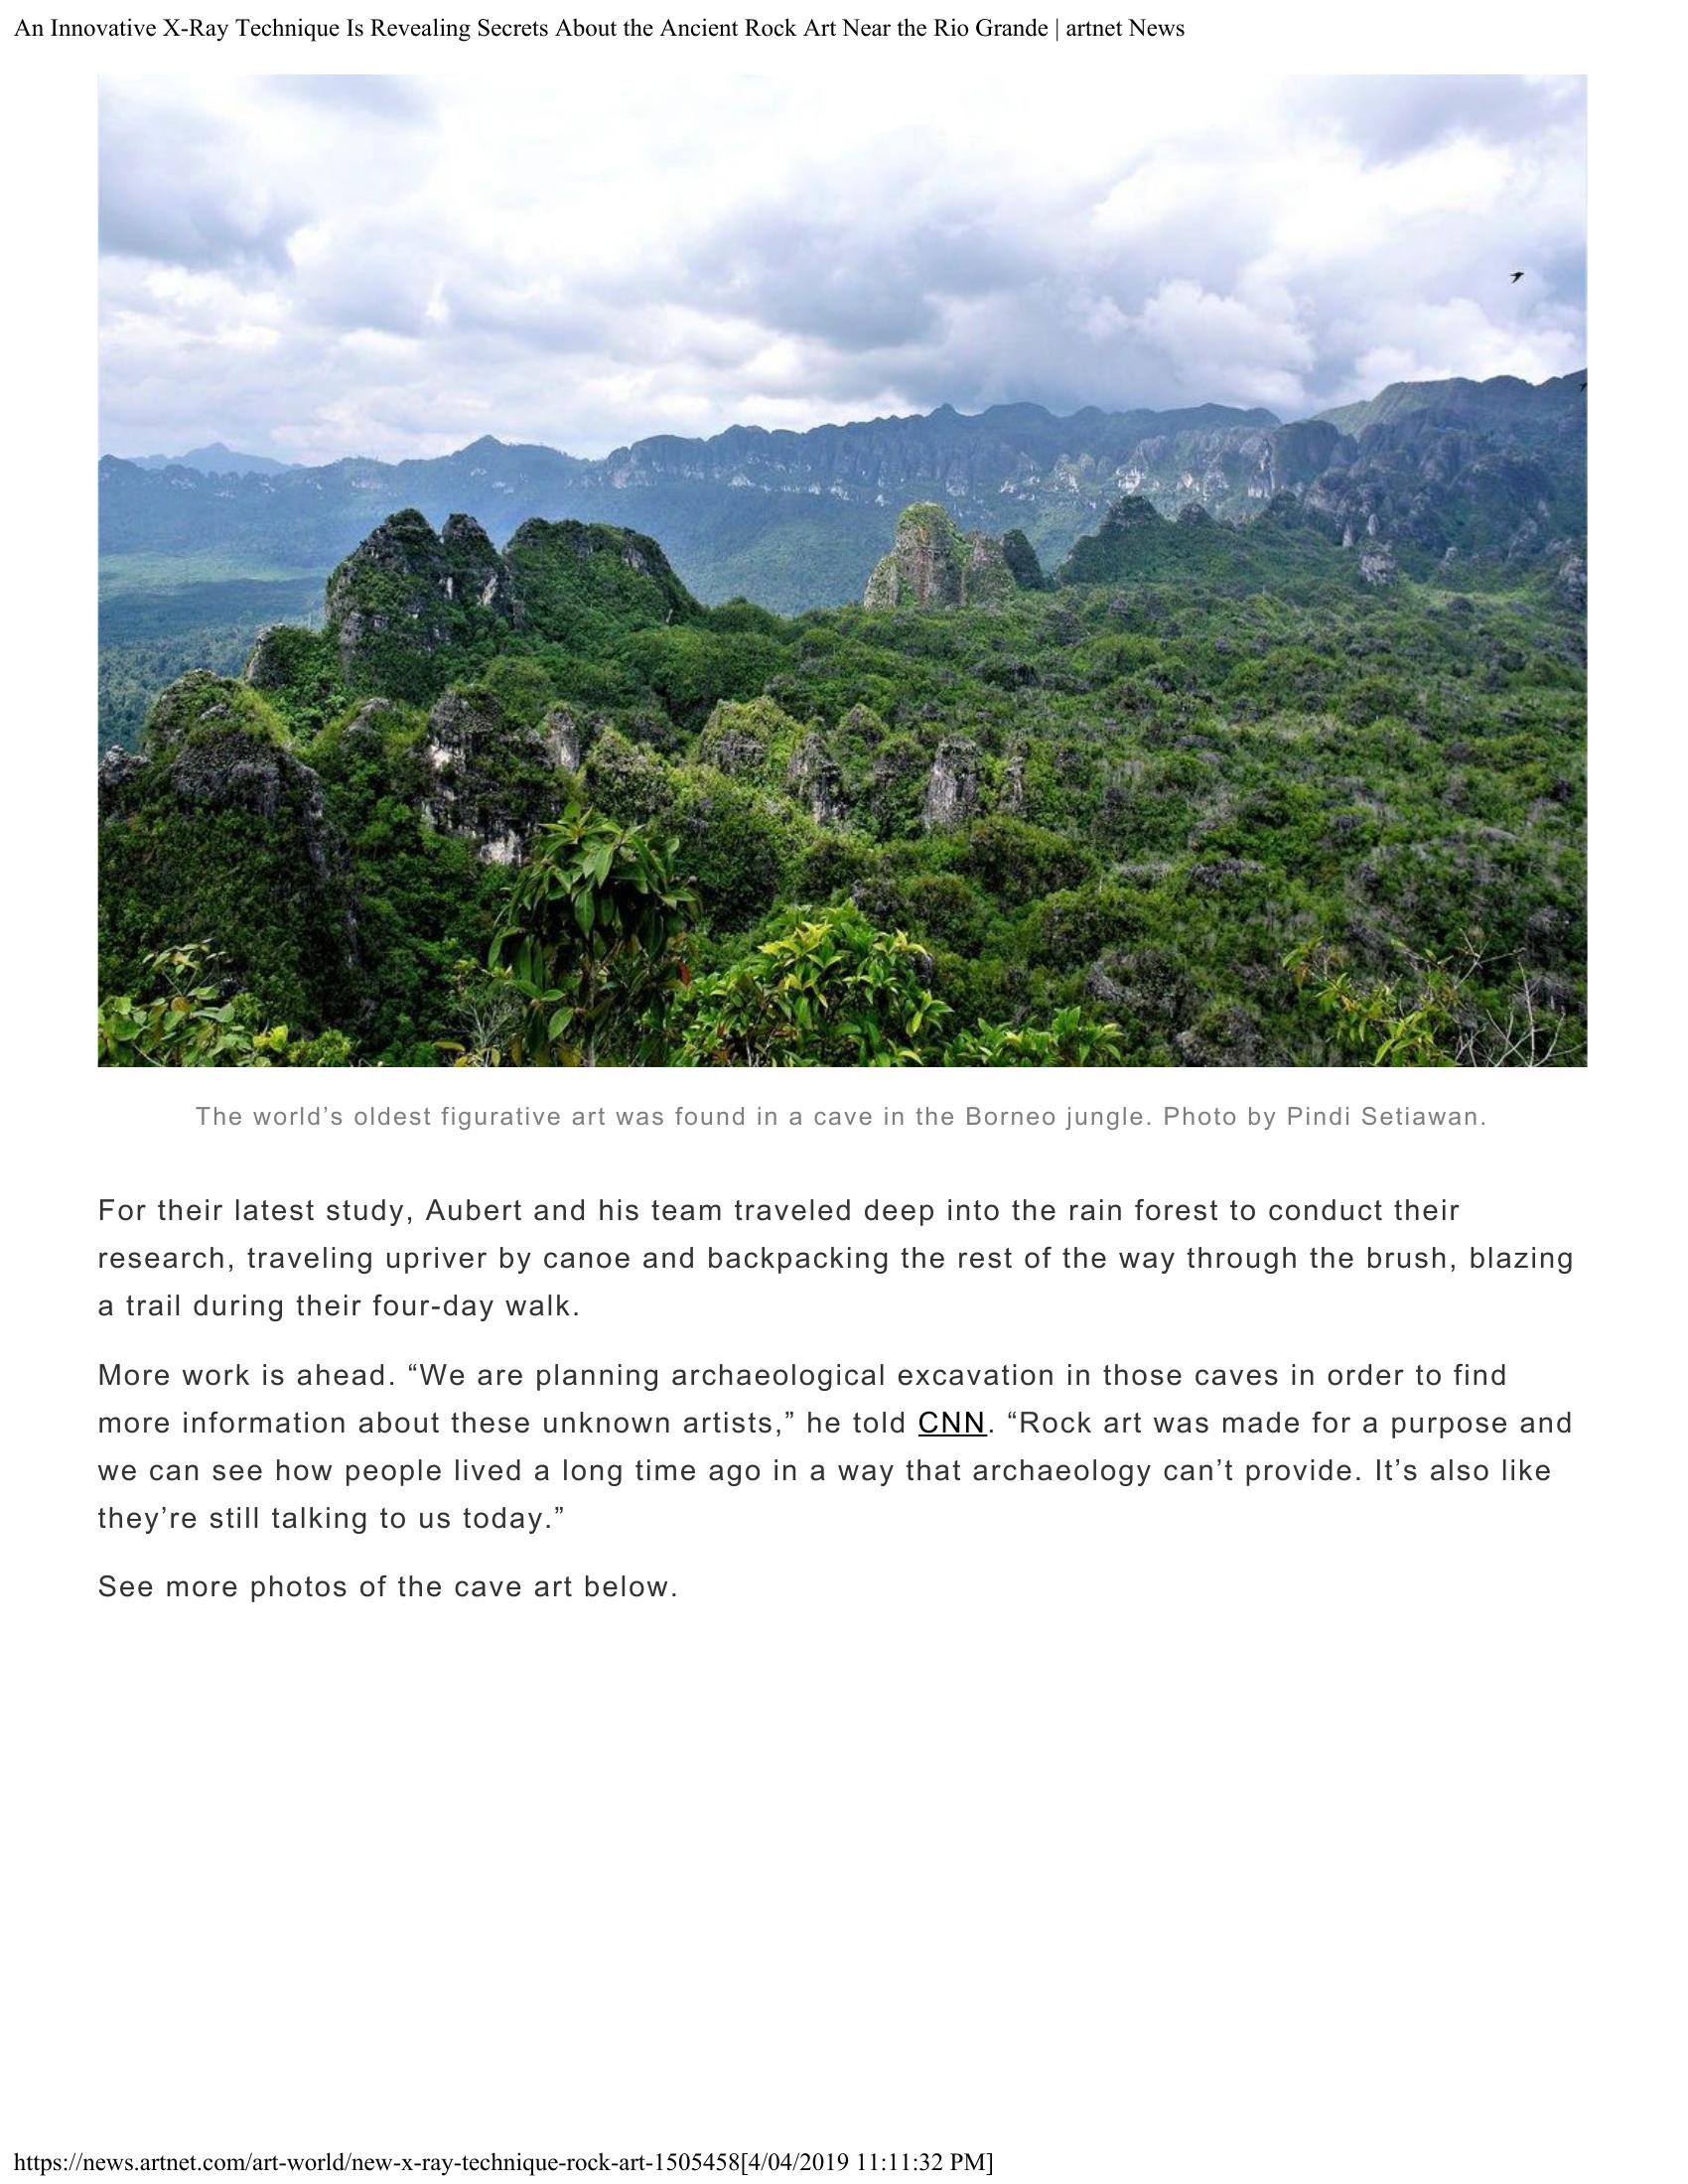 An Innovative X-Ray Technique Is Revealing Secrets About the Ancient Rock Art Near the Rio Grande | artnet News
The world’s oldest figurative art was found in a cave in the Borneo jungle. Photo by Pindi Setiawan.
For their latest study, Aubert and his team traveled deep into the rain forest to conduct their
research, traveling upriver by canoe and backpacking the rest of the way through the brush, blazing
a trail during their four-day walk.
More work is ahead. “We are planning archaeological excavation in those caves in order to find
more information about these unknown artists,” he told CNN. “Rock art was made for a purpose and
we can see how people lived a long time ago in a way that archaeology can’t provide. It’s also like
they’re still talking to us today.”
See more photos of the cave art below.
https://news.artnet.com/art-world/new-x-ray-technique-rock-art-1505458[4/04/2019 11:11:32 PM]